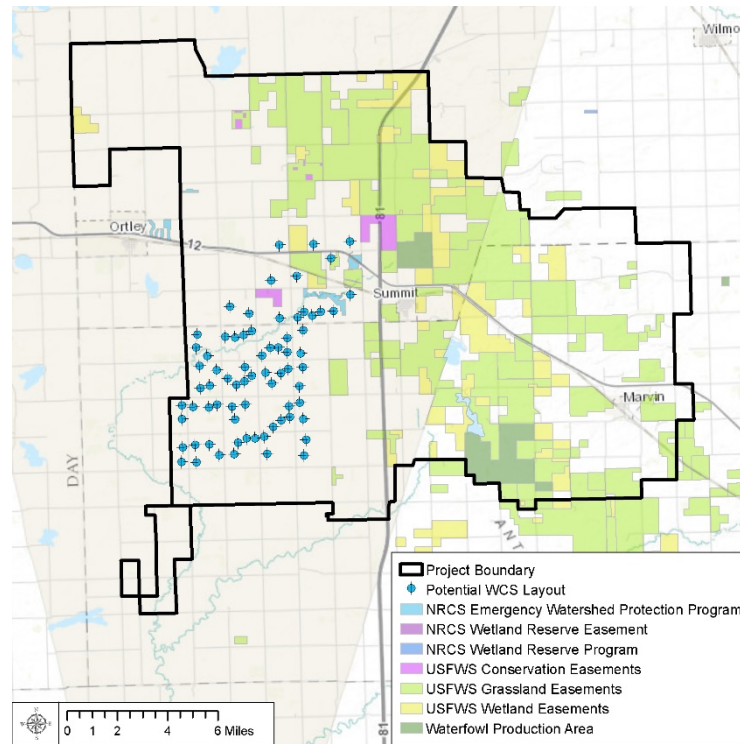 Wilmo
81
Ortley
12
Summit
Marvin
DAY
ANT
Project Boundary
Potential WCS Layout
NRCS Emergency Watershed Protection Program
NRCS Wetland Reserve Easement
NRCS Wetland Reserve Program
USFWS Conservation Easements
USFWS Grassland Easements
USFWS Wetland Easements
Waterfowl Production Area
81
0 1 2 4 6 Miles